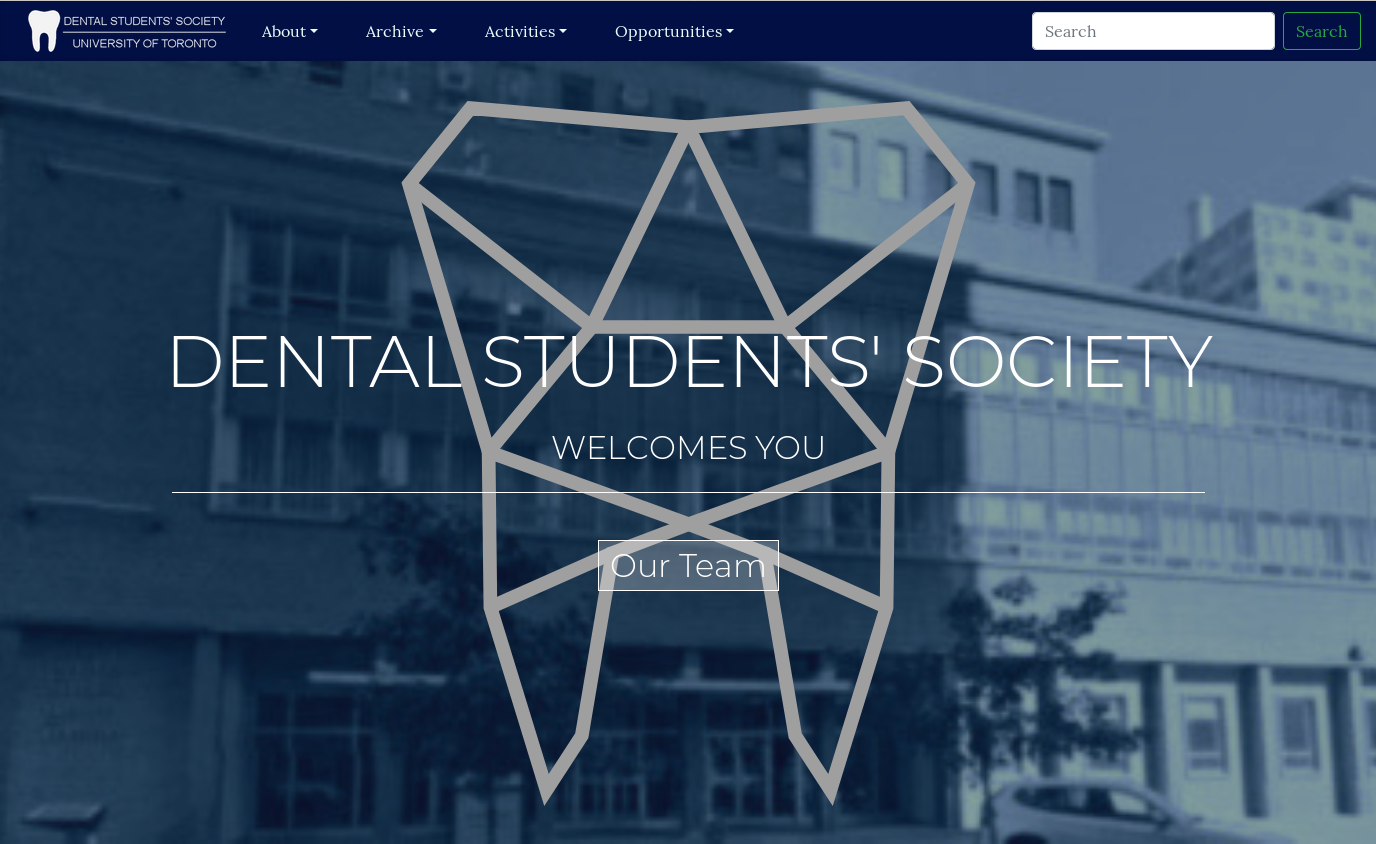 DENTAL STUDENTS' SOCIETY
UNIVERSITY OF TORONTO
About
Archive
Activities
Opportunities
Search
Search
DENTAL STUDENTS' SOCIETY
WELCOMES YOU
Our Team